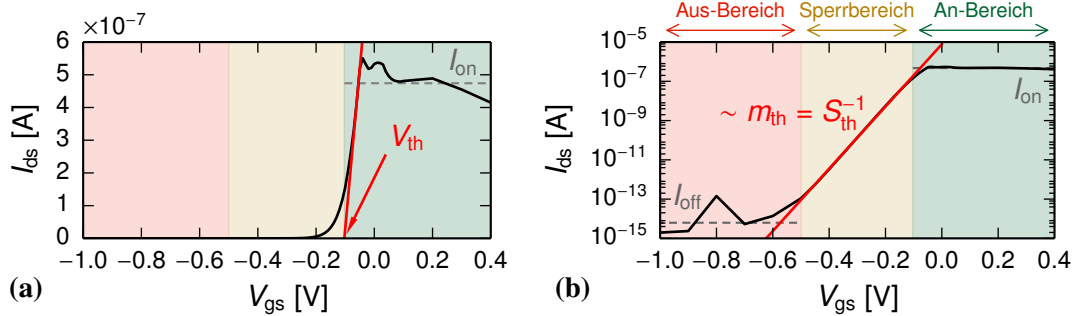 Aus-Bereich Sperrbereich An-Bereich
×10⁻⁷
6
5
4
3
2
1
0
I_ds [A]
I_on
V_th
−1.0 −0.8 −0.6 −0.4 −0.2 0.0 0.2 0.4
V_gs [V]
(a)
10⁻⁵
10⁻⁷
10⁻⁹
10⁻¹¹
10⁻¹³
10⁻¹⁵
I_ds [A]
I_on
~ m_th = S_th⁻¹
I_off
−1.0 −0.8 −0.6 −0.4 −0.2 0.0 0.2 0.4
V_gs [V]
(b)